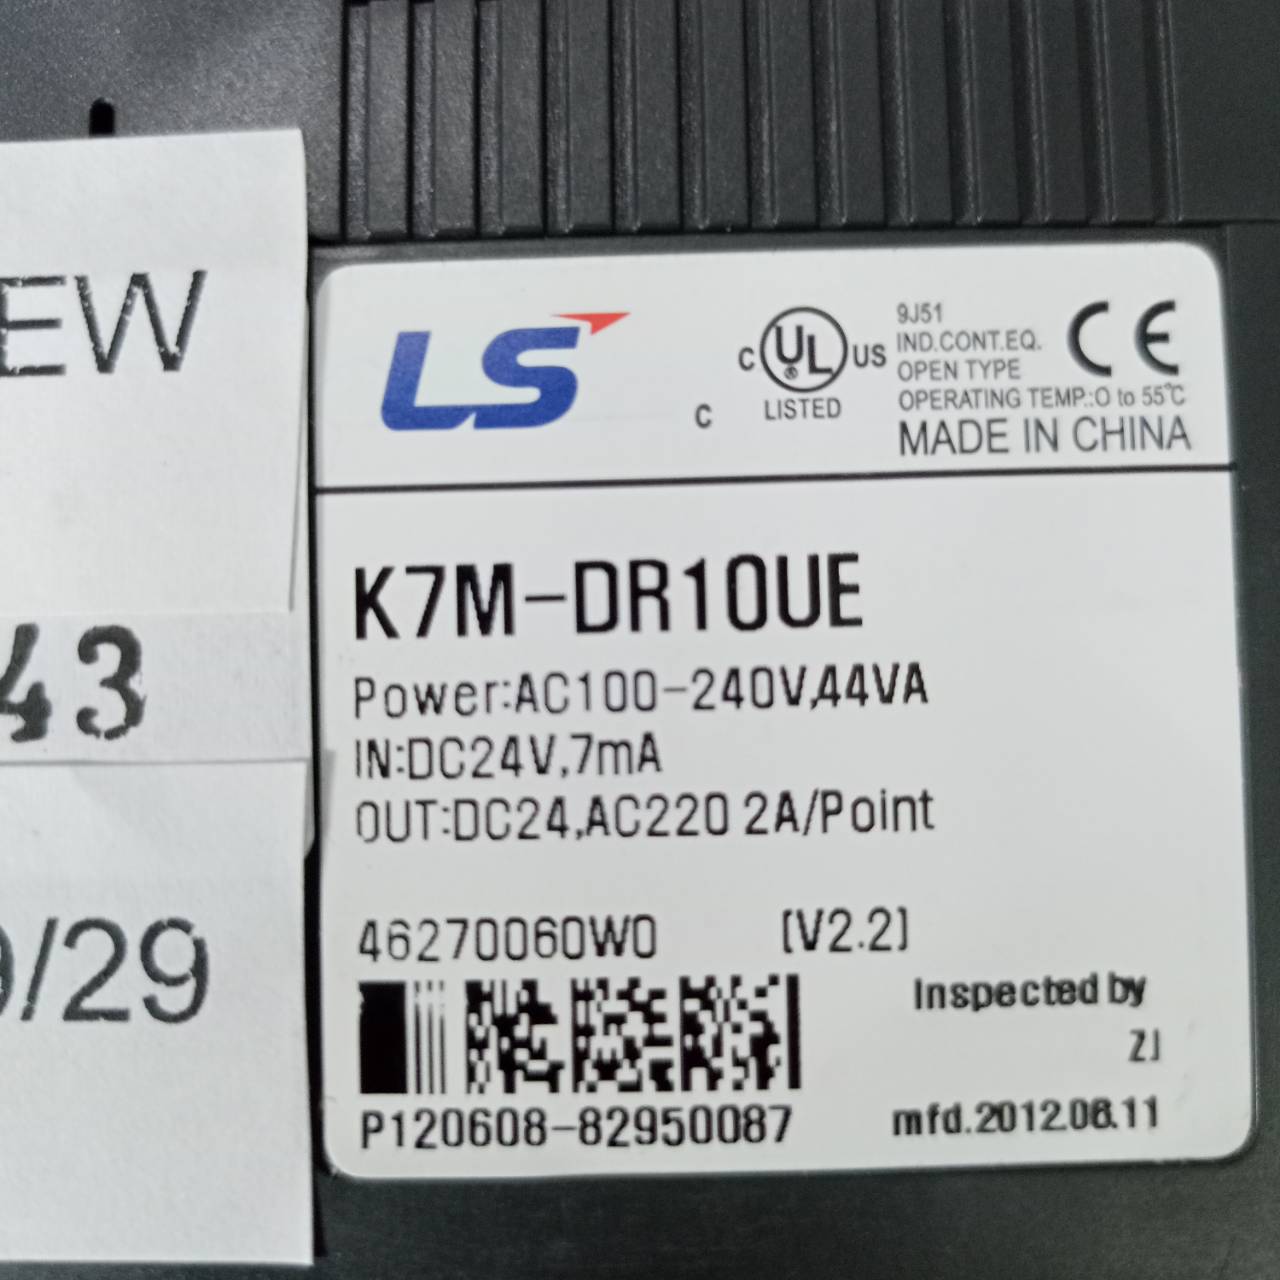 EW
43
/29
LS
C
C UL US
®
LISTED
9J51
IND.CONT.EQ.
OPEN TYPE
OPERATING TEMP.:O to 55℃
MADE IN CHINA
CE
K7M-DR10UE
Power:AC100-240V,44VA
IN:DC24V,7mA
OUT:DC24,AC220 2A/Point
46270060W0 [V2.2]
Inspected by
ZJ
P120608-82950087
mfd.2012.06.11